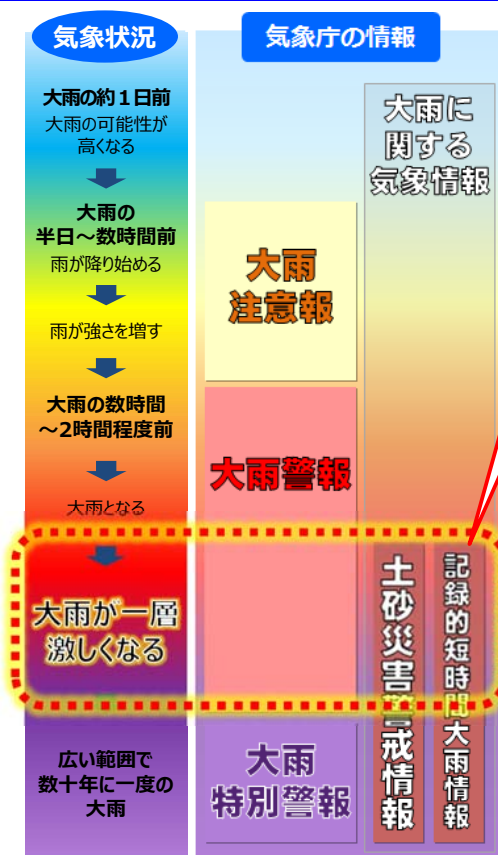 気象状況
気象庁の情報
大雨の約１日前
大雨の可能性が
高くなる
大雨の
半日～数時間前
雨が降り始める
雨が強さを増す
大雨の数時間
～2時間程度前
大雨となる
大雨が一層
激しくなる
広い範囲で
数十年に一度の
大雨
大雨
注意報
大雨警報
大雨
特別警報
大雨に
関する
気象情報
土砂災害警戒情報
記録的短時間大雨情報